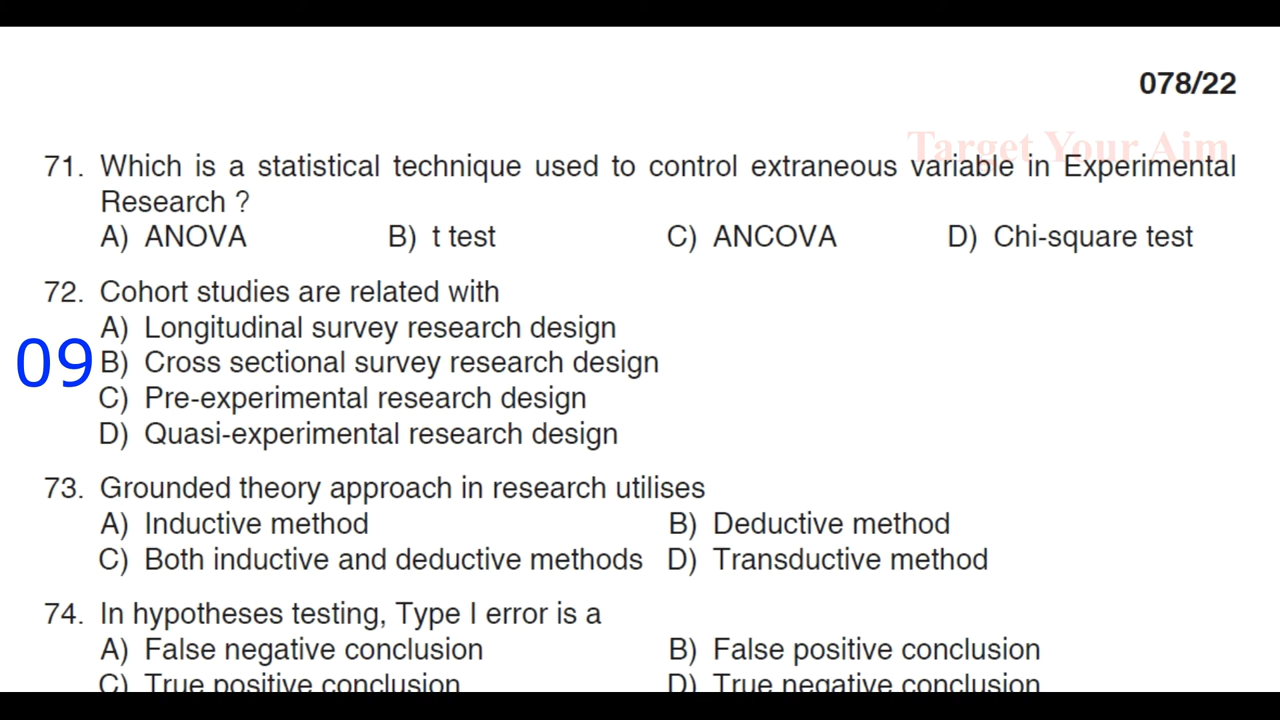 078/22
Target Your Aim
71. Which is a statistical technique used to control extraneous variable in Experimental
Research ?
A) ANOVA B) t test C) ANCOVA D) Chi-square test
72. Cohort studies are related with
A) Longitudinal survey research design
09 B) Cross sectional survey research design
C) Pre-experimental research design
D) Quasi-experimental research design
73. Grounded theory approach in research utilises
A) Inductive method B) Deductive method
C) Both inductive and deductive methods D) Transductive method
74. In hypotheses testing, Type I error is a
A) False negative conclusion B) False positive conclusion
C) True positive conclusion D) True negative conclusion